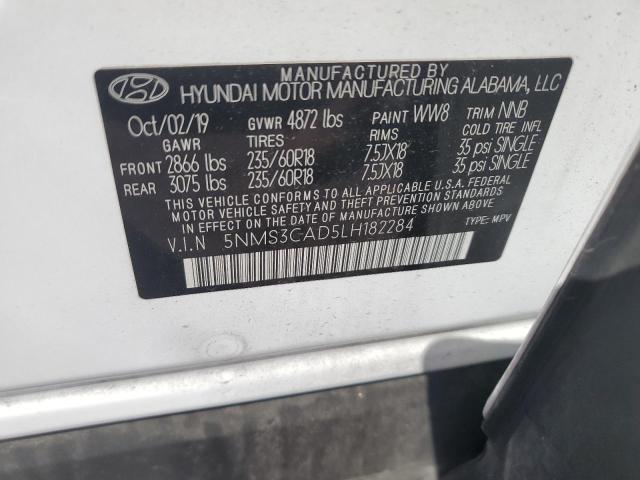 MANUFACTURED BY
HYUNDAI MOTOR MANUFACTURING ALABAMA, LLC
Oct/02/19 GVWR 4872 lbs PAINT WW8 TRIM NNB
GAWR TIRES RIMS COLD TIRE INFL
FRONT 2866 lbs 235/60R18 7.5JX18 35 psi SINGLE
REAR 3075 lbs 235/60R18 7.5JX18 35 psi SINGLE
THIS VEHICLE CONFORMS TO ALL APPLICABLE U.S.A. FEDERAL
MOTOR VEHICLE SAFETY STANDARDS IN EFFECT ON THE DATE OF
MANUFACTURE SHOWN ABOVE.
V.I.N 5NMS3CAD5LH182284 TYPE: MPV